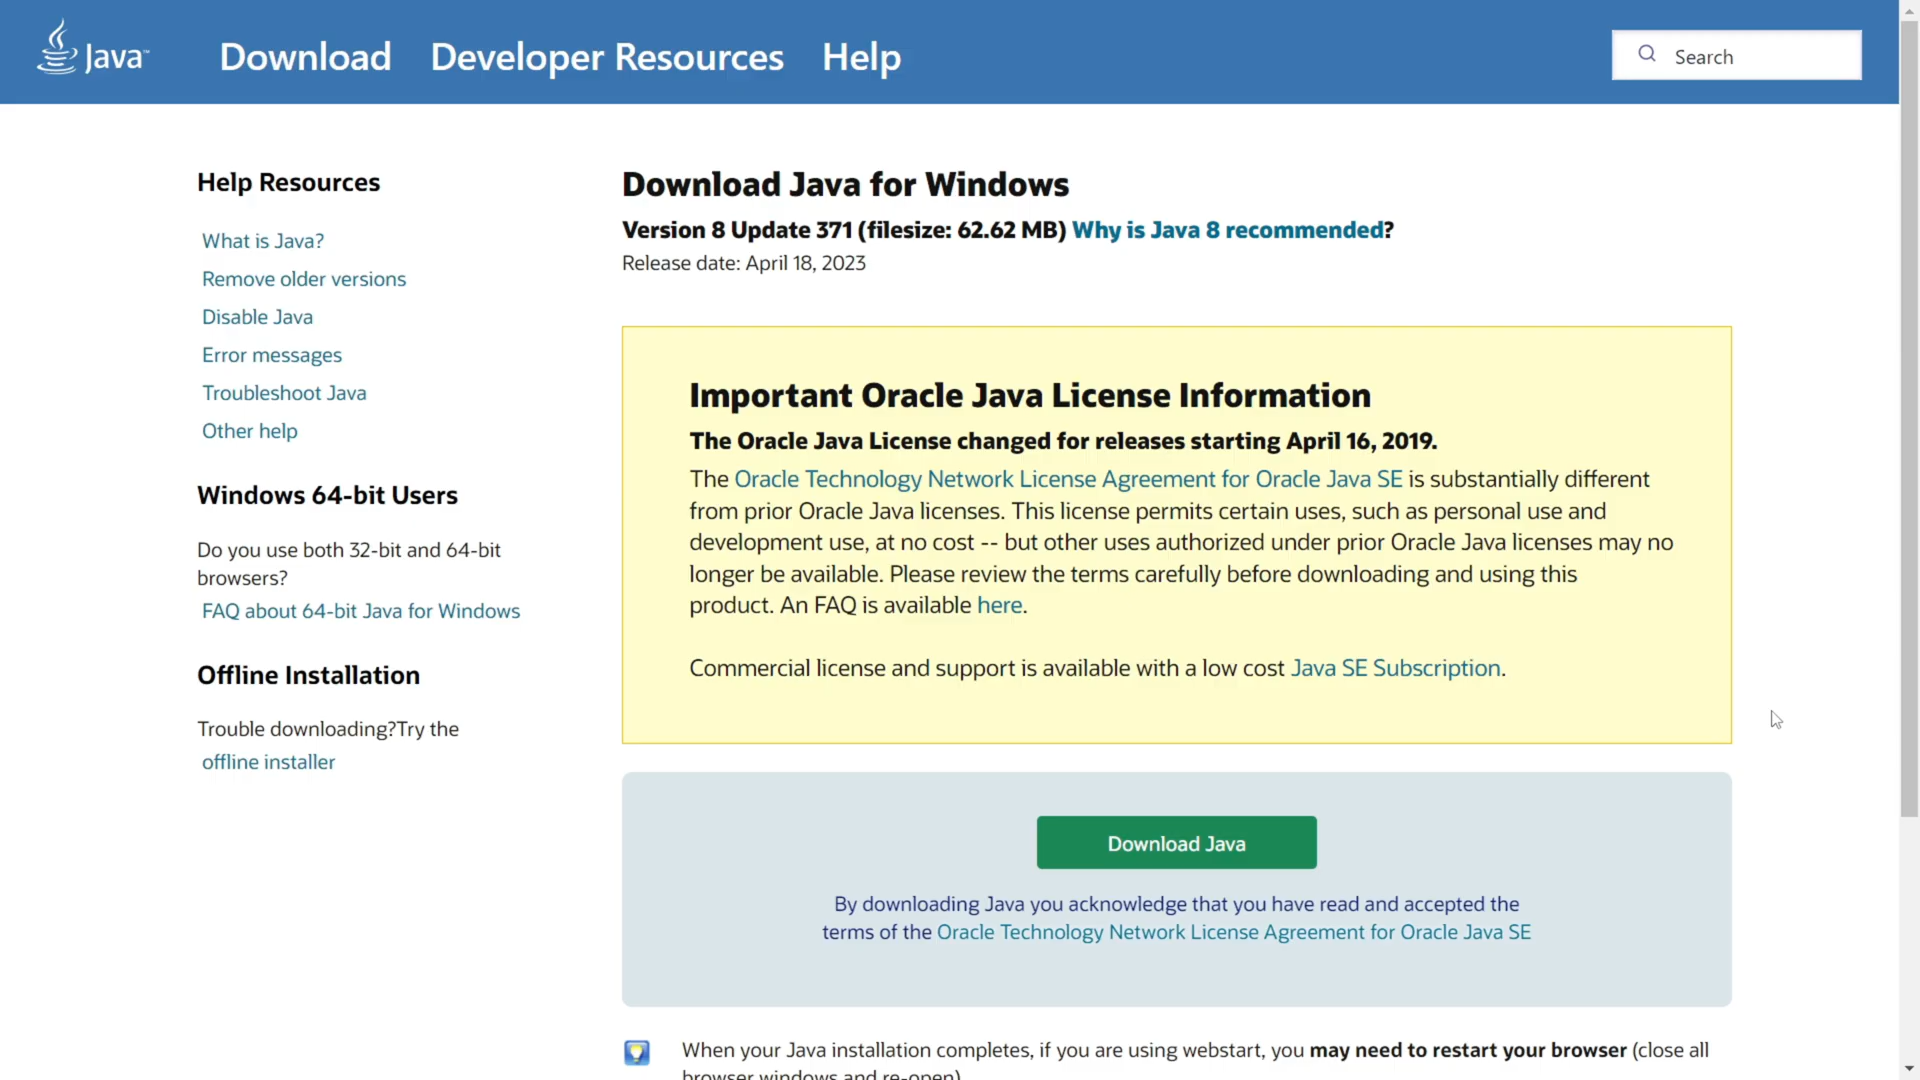 Java™
Download Developer Resources Help
Search
Help Resources
What is Java?
Remove older versions
Disable Java
Error messages
Troubleshoot Java
Other help
Windows 64-bit Users
Do you use both 32-bit and 64-bit
browsers?
FAQ about 64-bit Java for Windows
Offline Installation
Trouble downloading?Try the
offline installer
Download Java for Windows
Version 8 Update 371 (filesize: 62.62 MB) Why is Java 8 recommended?
Release date: April 18, 2023
Important Oracle Java License Information
The Oracle Java License changed for releases starting April 16, 2019.
The Oracle Technology Network License Agreement for Oracle Java SE is substantially different
from prior Oracle Java licenses. This license permits certain uses, such as personal use and
development use, at no cost -- but other uses authorized under prior Oracle Java licenses may no
longer be available. Please review the terms carefully before downloading and using this
product. An FAQ is available here.
Commercial license and support is available with a low cost Java SE Subscription.
Download Java
By downloading Java you acknowledge that you have read and accepted the
terms of the Oracle Technology Network License Agreement for Oracle Java SE
When your Java installation completes, if you are using webstart, you may need to restart your browser (close all
browser windows and re-open)